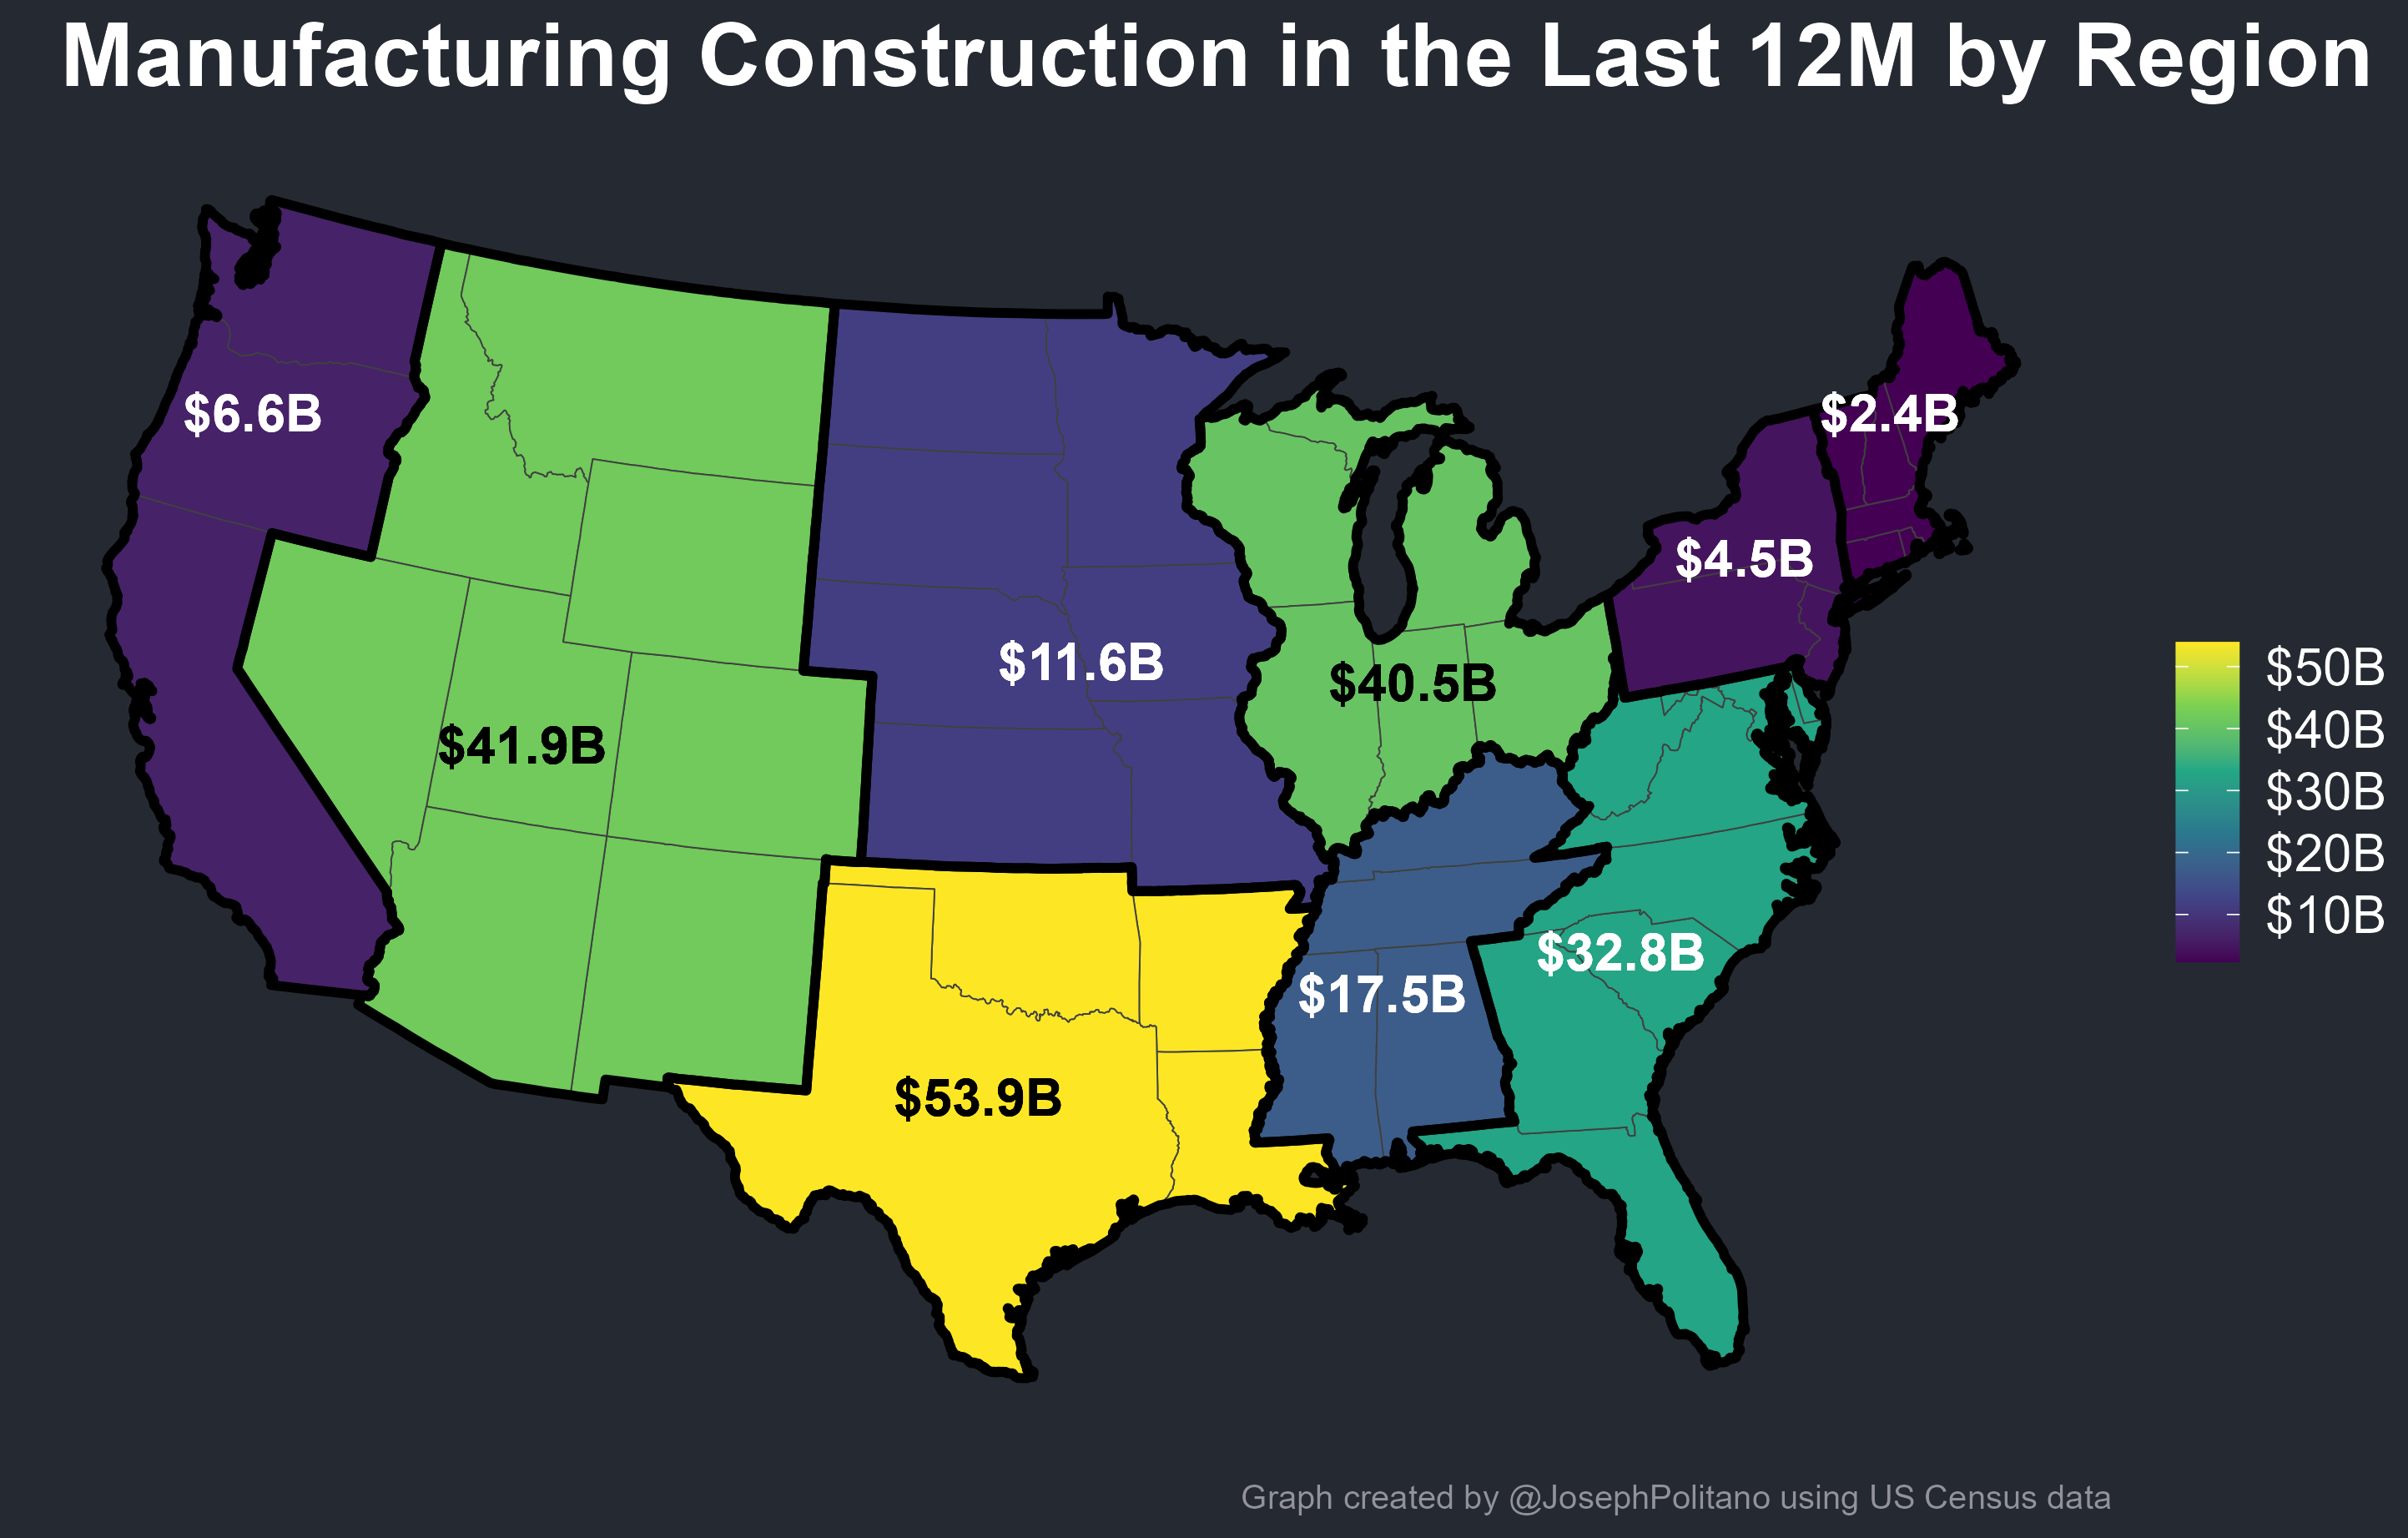 Manufacturing Construction in the Last 12M by Region
$6.6B
$2.4B
$4.5B
$11.6B
$40.5B
$41.9B
$32.8B
$17.5B
$53.9B
$50B
$40B
$30B
$20B
$10B
Graph created by @JosephPolitano using US Census data